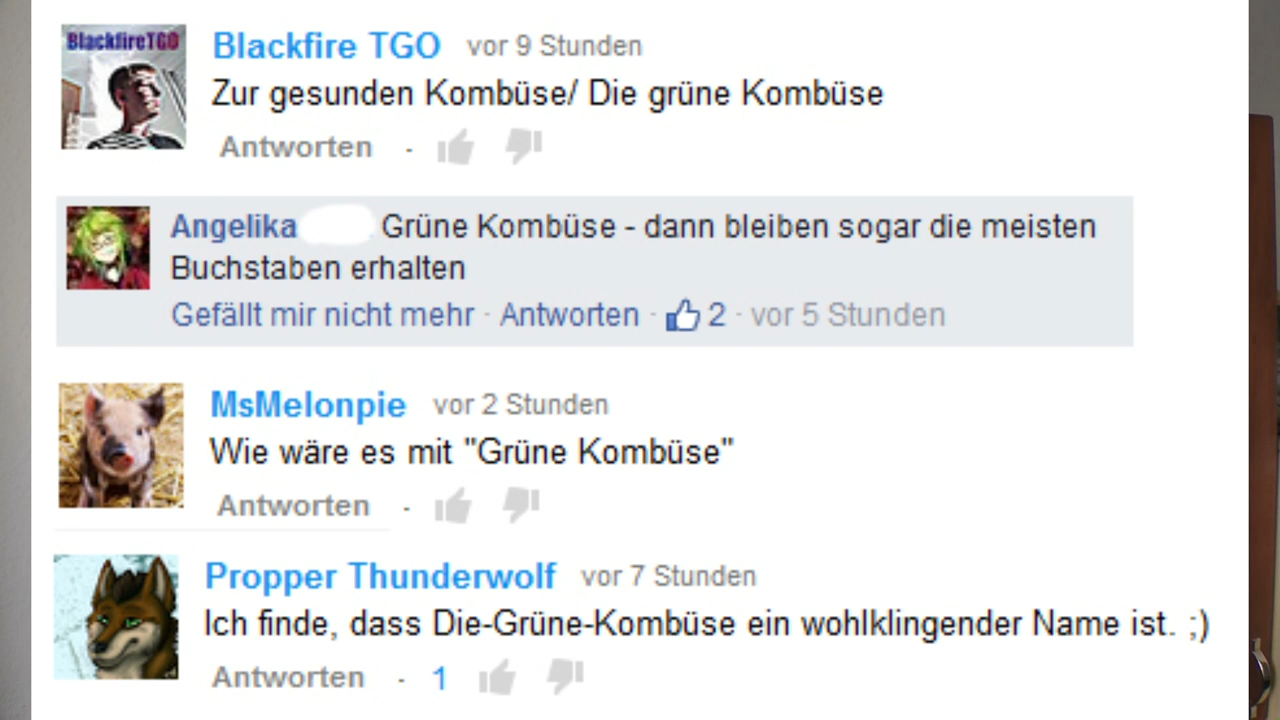 BlackfireTGO
Blackfire TGO vor 9 Stunden
Zur gesunden Kombüse/ Die grüne Kombüse
Antworten ·
Angelika Grüne Kombüse - dann bleiben sogar die meisten
Buchstaben erhalten
Gefällt mir nicht mehr · Antworten · 2 · vor 5 Stunden
MsMelonpie vor 2 Stunden
Wie wäre es mit "Grüne Kombüse"
Antworten ·
Propper Thunderwolf vor 7 Stunden
Ich finde, dass Die-Grüne-Kombüse ein wohlklingender Name ist. ;)
Antworten · 1